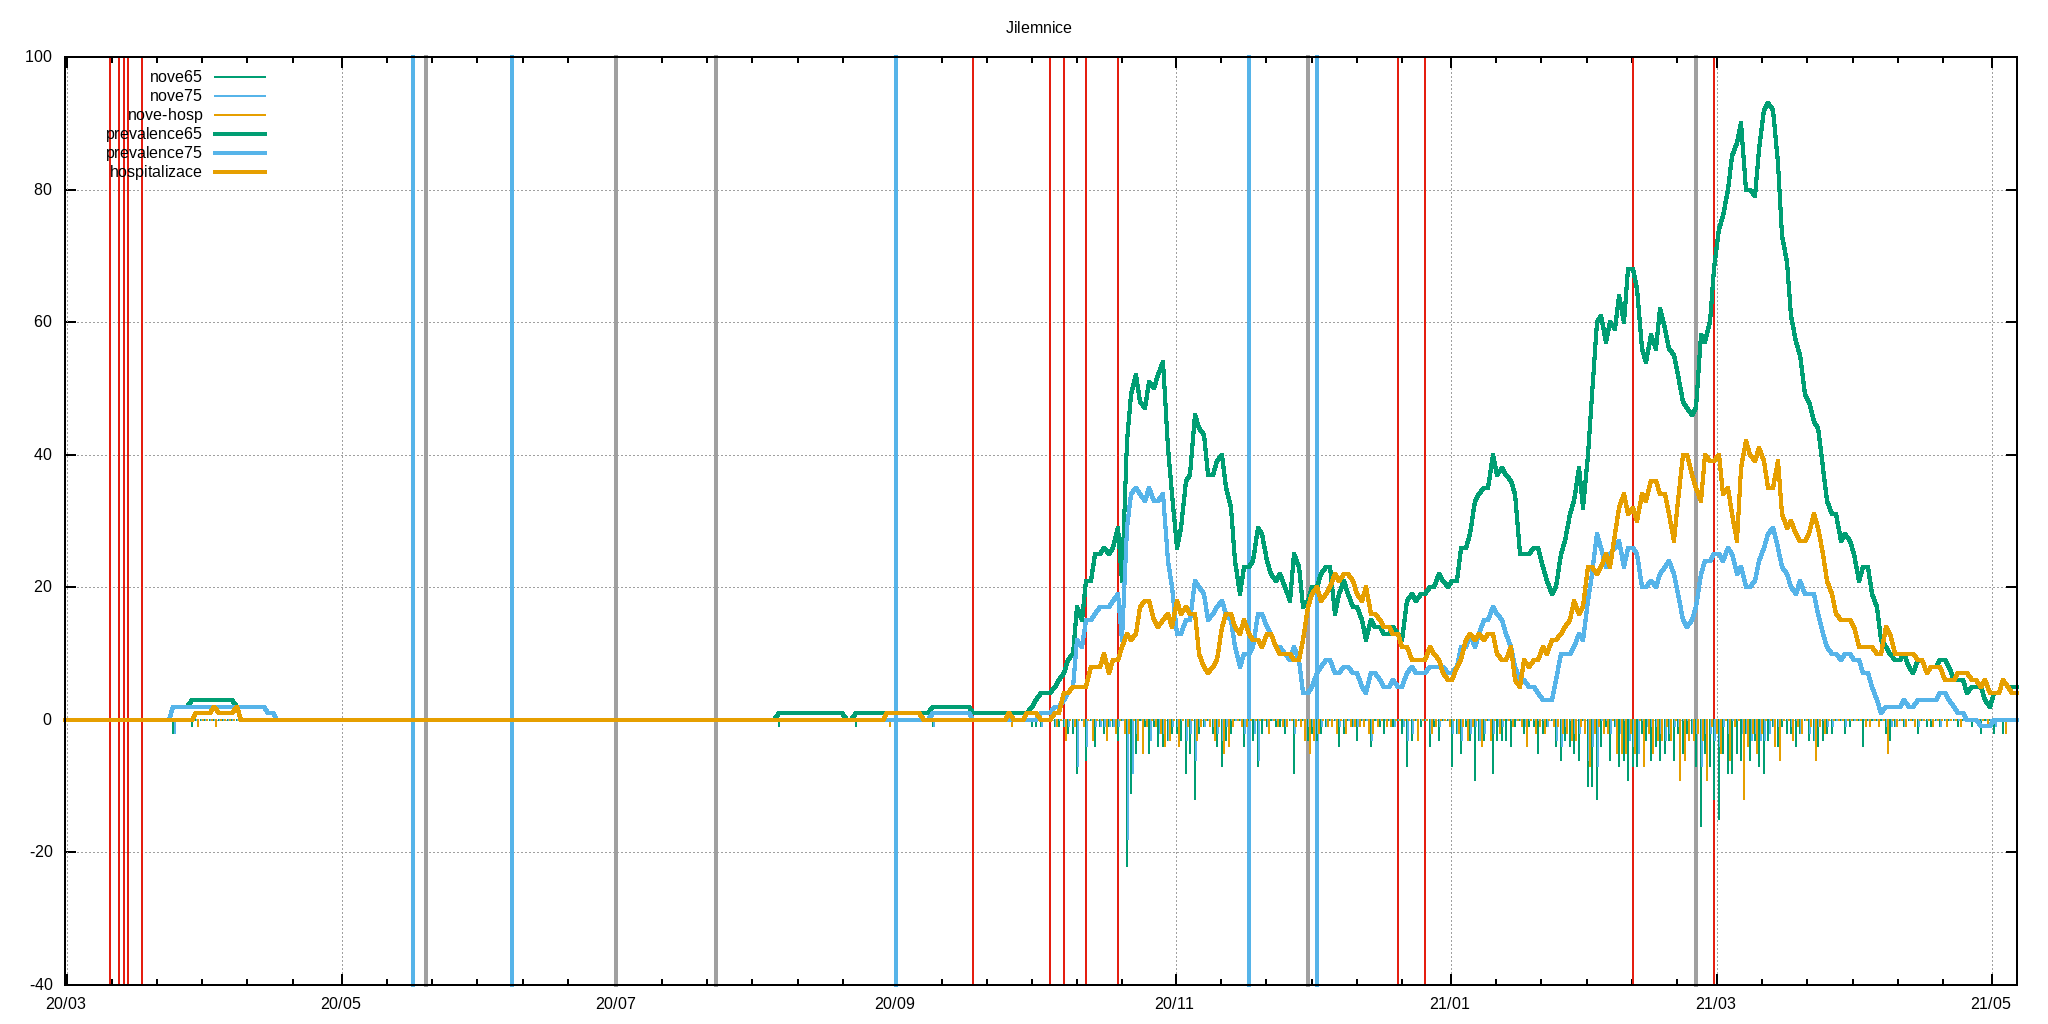 Jilemnice
100
80
60
40
20
0
-20
-40
nove65
nove75
nove-hosp
prevalence65
prevalence75
hospitalizace
20/03 20/05 20/07 20/09 20/11 21/01 21/03 21/05